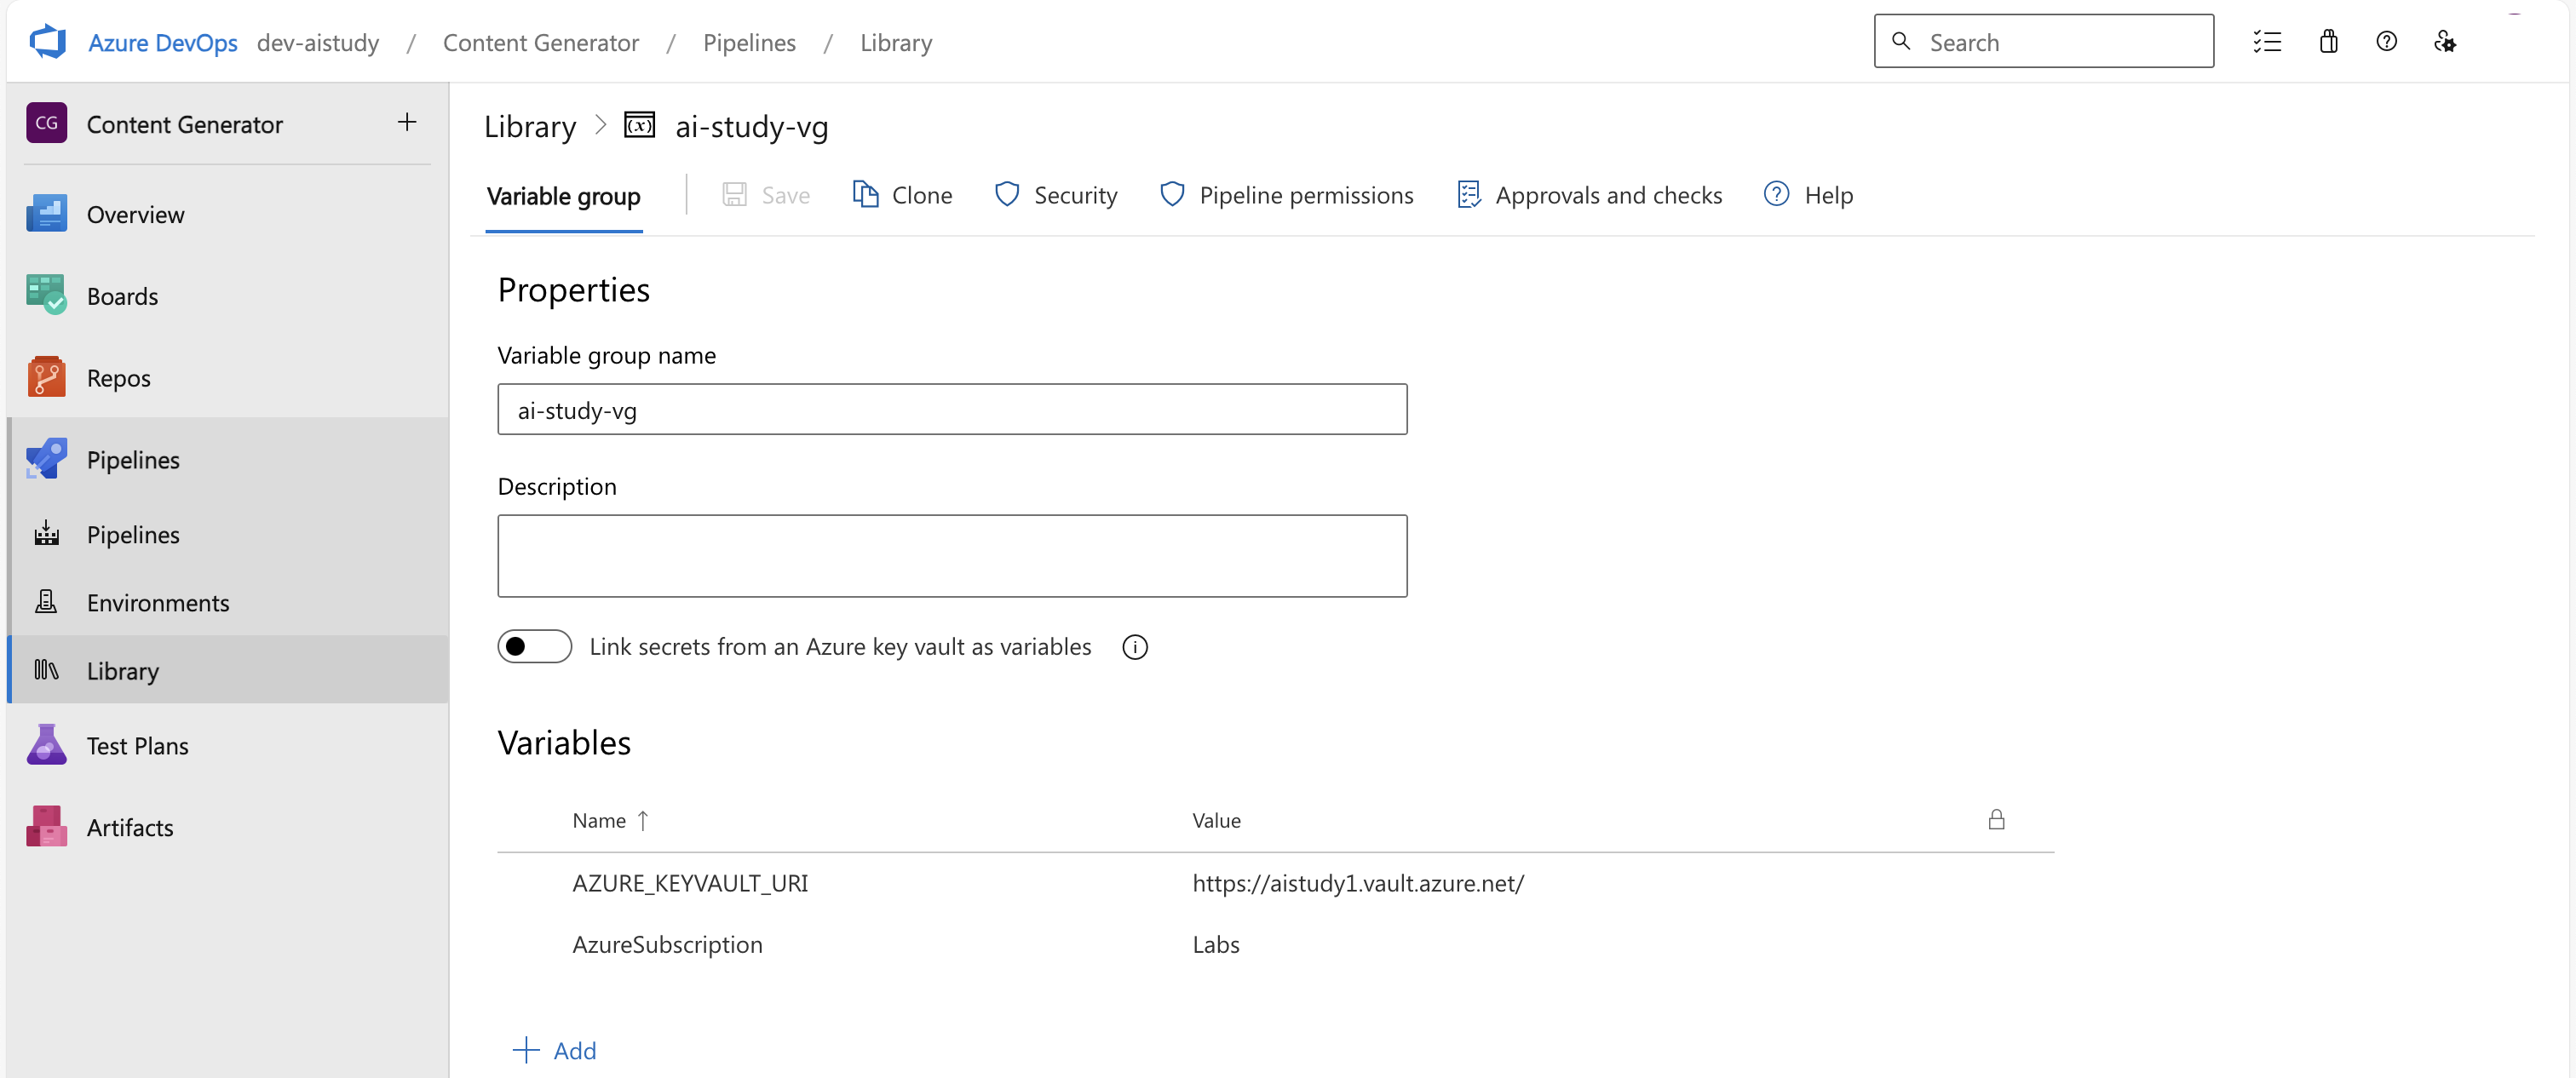 Azure DevOps dev-aistudy / Content Generator / Pipelines / Library
Search
CG Content Generator
Overview
Boards
Repos
Pipelines
Pipelines
Environments
Library
Test Plans
Artifacts
Library > (x) ai-study-vg
Variable group Save Clone Security Pipeline permissions Approvals and checks Help
Properties
Variable group name
ai-study-vg
Description
Link secrets from an Azure key vault as variables
Variables
Name ↑ Value
AZURE_KEYVAULT_URI https://aistudy1.vault.azure.net/
AzureSubscription Labs
+ Add